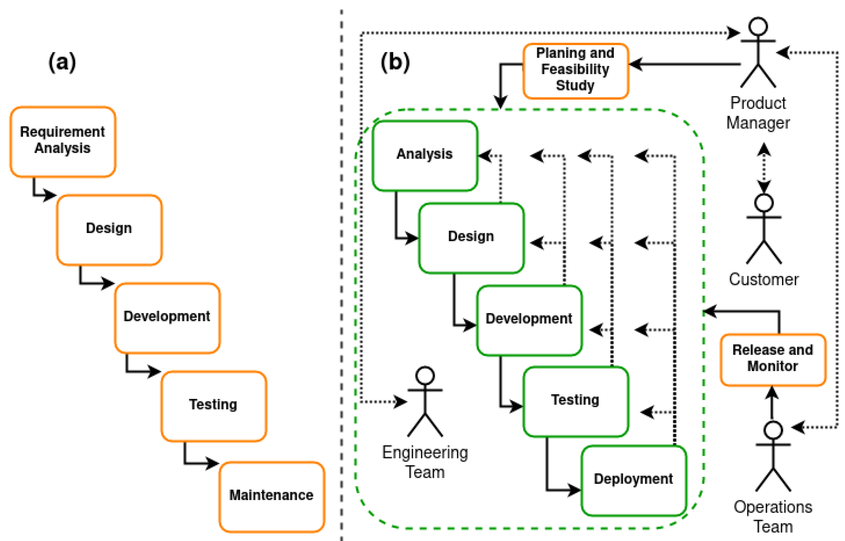 (a)
Requirement
Analysis
Design
Development
Testing
Maintenance
(b)
Planing and
Feasibility
Study
Product
Manager
Analysis
Design
Development
Testing
Deployment
Customer
Release and
Monitor
Engineering
Team
Operations
Team